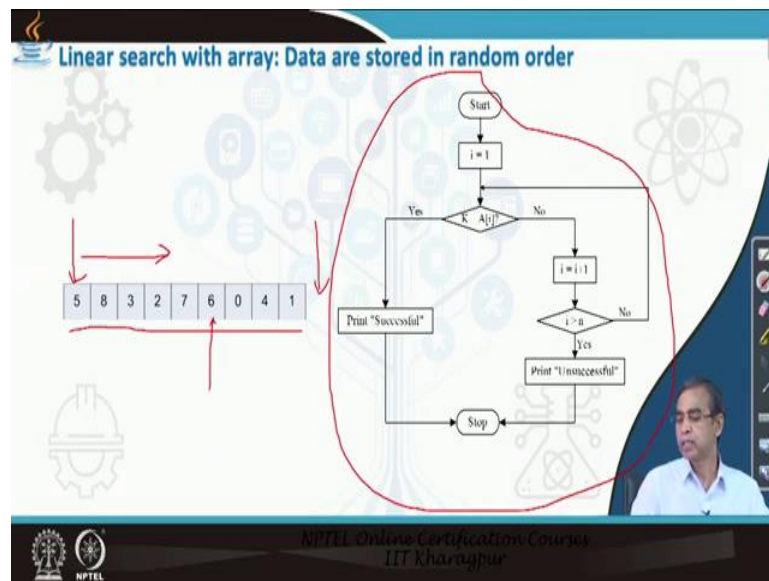 Linear search with array: Data are stored in random order
Start
i = 1
Yes
K A[i]?
No
5 8 3 2 7 6 0 4 1
i = i+1
Print "Successful"
i > n
No
Yes
Print "Unsuccessful"
Stop
NPTEL Online Certification Courses
IIT Kharagpur
NPTEL